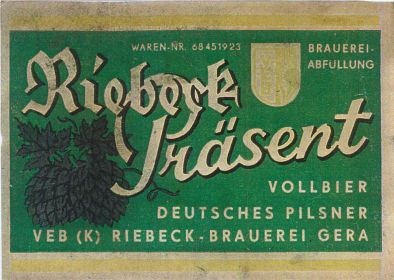 WAREN-NR. 68451923
BRAUEREI-
ABFÜLLUNG
Riebeck
Präsent
VOLLBIER
DEUTSCHES PILSNER
VEB (K) RIEBECK-BRAUEREI GERA